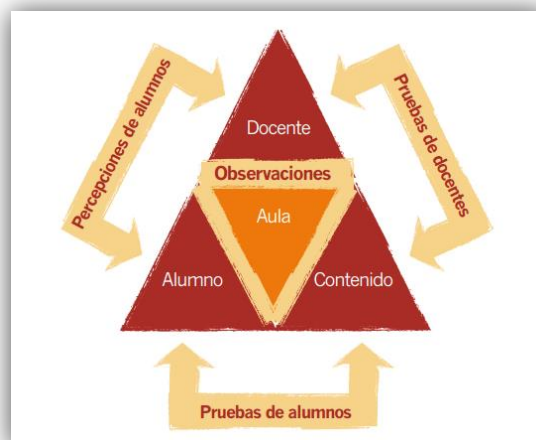 Percepciones de alumnos
Docente
Pruebas de docentes
Observaciones
Aula
Alumno
Contenido
Pruebas de alumnos